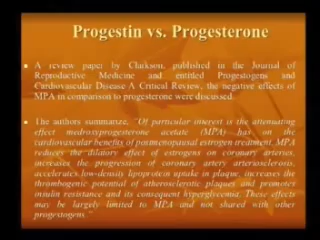 Progestin vs. Progesterone
A review paper by Clarkson, published in the Journal of
Reproductive Medicine and entitled Progestogens and
Cardiovascular Disease A Critical Review, the negative effects of
MPA in comparison to progesterone were discussed.
The authors summarize, "Of particular interest is the attenuating
effect medroxyprogesterone acetate (MPA) has on the
cardiovascular benefits of postmenopausal estrogen treatment. MPA
reduces the dilatory effect of estrogens on coronary arteries,
increases the progression of coronary artery arteriosclerosis,
accelerates low-density lipoprotein uptake in plaque, increases the
thrombogenic potential of atherosclerotic plaques and promotes
insulin resistance and its consequent hyperglycemia. These effects
may be largely limited to MPA and not shared with other
progestogens."